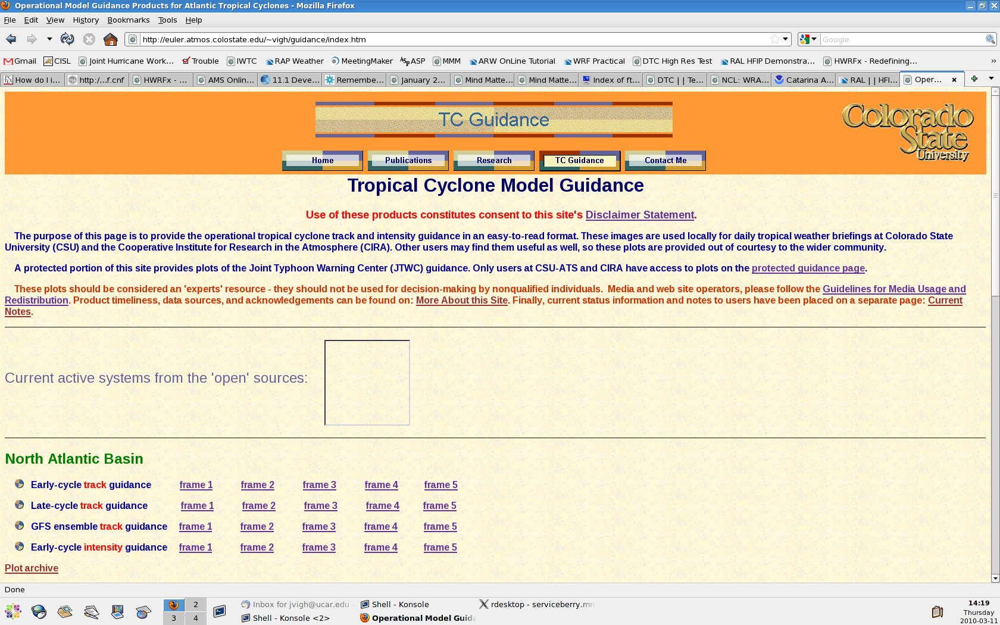 Operational Model Guidance Products for Atlantic Tropical Cyclones - Mozilla Firefox
File Edit View History Bookmarks Tools Help
http://euler.atmos.colostate.edu/~vigh/guidance/index.htm Google
Gmail CISL Joint Hurricane Work... Trouble IWTC RAP Weather MeetingMaker ASP MMM ARW OnLine Tutorial WRF Practical DTC High Res Test RAL HFIP Demonstra... HWRFx - Redefining... »
How do I i... http:/...f.cnf HWRFx - ... AMS Onlin... 11.1 Deve... Remembe... January 2... Mind Matte... Mind Matte... Index of ft... DTC | | Te... NCL: WRA... Catarina A... RAL | | HFI... Oper...
TC Guidance
Colorado
State
University
Home Publications Research TC Guidance Contact Me
Tropical Cyclone Model Guidance
Use of these products constitutes consent to this site's Disclaimer Statement.
The purpose of this page is to provide the operational tropical cyclone track and intensity guidance in an easy-to-read format. These images are used locally for daily tropical weather briefings at Colorado State
University (CSU) and the Cooperative Institute for Research in the Atmosphere (CIRA). Other users may find them useful as well, so these plots are provided out of courtesy to the wider community.
A protected portion of this site provides plots of the Joint Typhoon Warning Center (JTWC) guidance. Only users at CSU-ATS and CIRA have access to plots on the protected guidance page.
These plots should be considered an 'experts' resource - they should not be used for decision-making by nonqualified individuals. Media and web site operators, please follow the Guidelines for Media Usage and
Redistribution. Product timeliness, data sources, and acknowledgements can be found on: More About this Site. Finally, current status information and notes to users have been placed on a separate page: Current
Notes.
Current active systems from the 'open' sources:
North Atlantic Basin
Early-cycle track guidance frame 1 frame 2 frame 3 frame 4 frame 5
Late-cycle track guidance frame 1 frame 2 frame 3 frame 4 frame 5
GFS ensemble track guidance frame 1 frame 2 frame 3 frame 4 frame 5
Early-cycle intensity guidance frame 1 frame 2 frame 3 frame 4 frame 5
Plot archive
Done
2 Inbox for jvigh@ucar.edu - Shell - Konsole rdesktop - serviceberry.mm 14:19
Thursday
3 4 Shell - Konsole <2> Operational Model Guida 2010-03-11